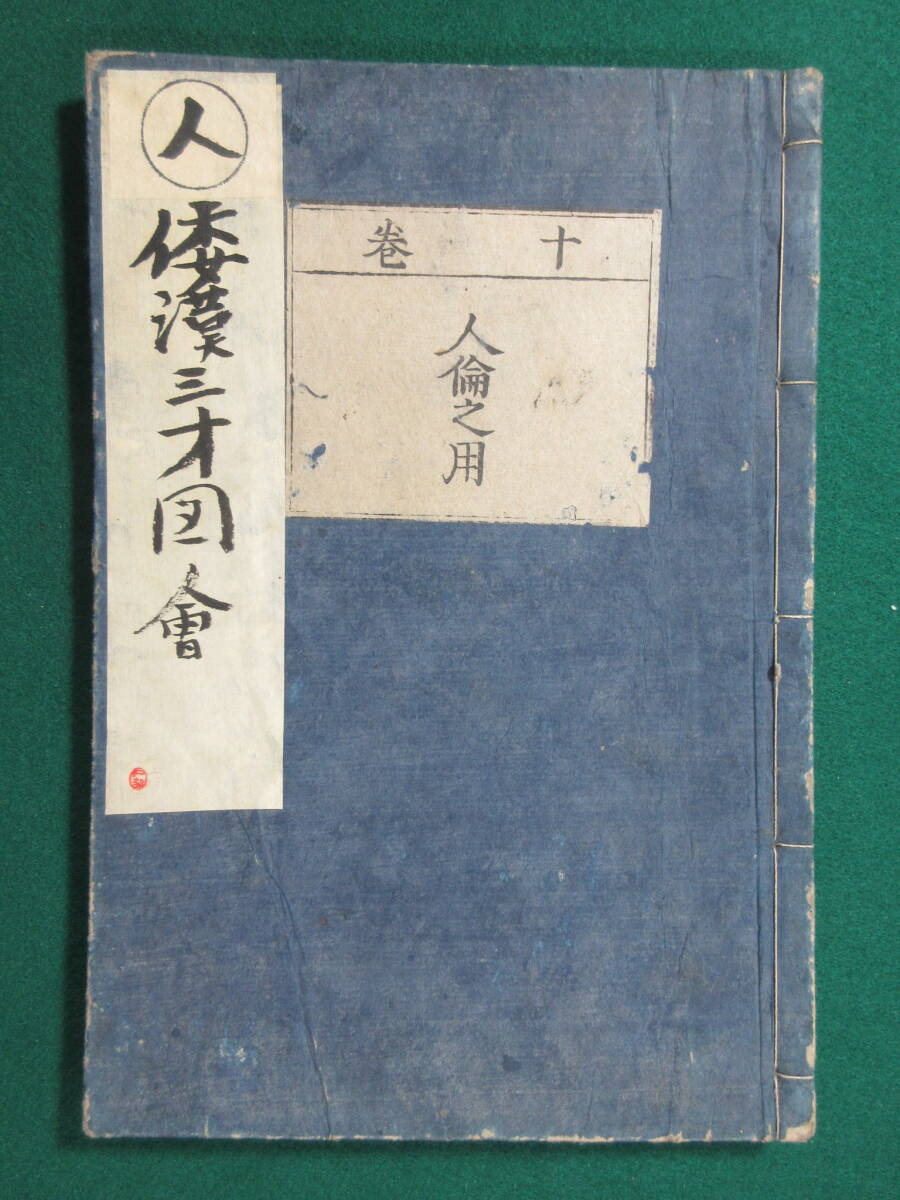 十巻
人倫之用
人
倭漢三才図會